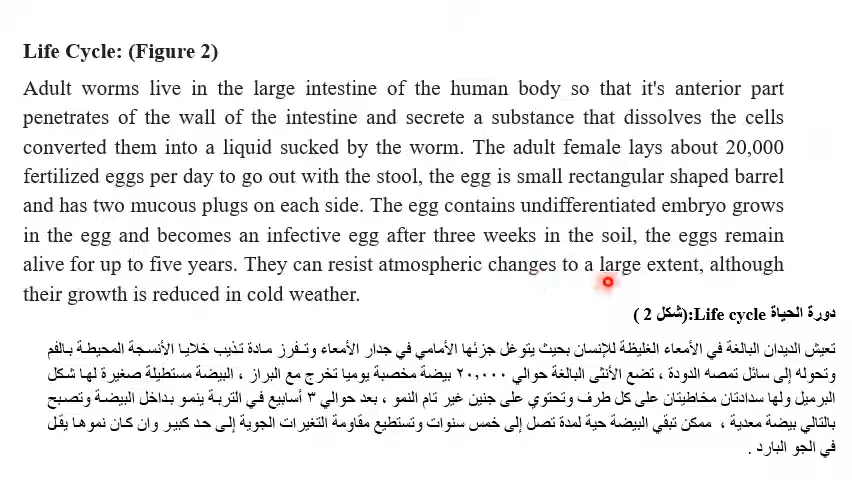 Life Cycle: (Figure 2)
Adult worms live in the large intestine of the human body so that it's anterior part
penetrates of the wall of the intestine and secrete a substance that dissolves the cells
converted them into a liquid sucked by the worm. The adult female lays about 20,000
fertilized eggs per day to go out with the stool, the egg is small rectangular shaped barrel
and has two mucous plugs on each side. The egg contains undifferentiated embryo grows
in the egg and becomes an infective egg after three weeks in the soil, the eggs remain
alive for up to five years. They can resist atmospheric changes to a large extent, although
their growth is reduced in cold weather.
دورة الحياة Life cycle:(شكل 2 )
تعيش الديدان البالغة في الأمعاء الغليظة للإنسان بحيث يتوغل جزئها الأمامي في جدار الأمعاء وتفرز مادة تذيب خلايا الأنسجة المحيطة بالفم
وتحوله إلى سائل تمصه الدودة ، تضع الأنثى البالغة حوالي ٢٠,٠٠٠ بيضة مخصبة يوميا تخرج مع البراز ، البيضة مستطيلة صغيرة لها شكل
البرميل ولها سدادتان مخاطيتان على كل طرف وتحتوي على جنين غير تام النمو ، بعد حوالي ٣ أسابيع في التربة ينمو بداخل البيضة وتصبح
بالتالي بيضة معدية ، ممكن تبقي البيضة حية لمدة تصل إلى خمس سنوات وتستطيع مقاومة التغيرات الجوية إلى حد كبير وان كان نموها يقل
في الجو البارد .